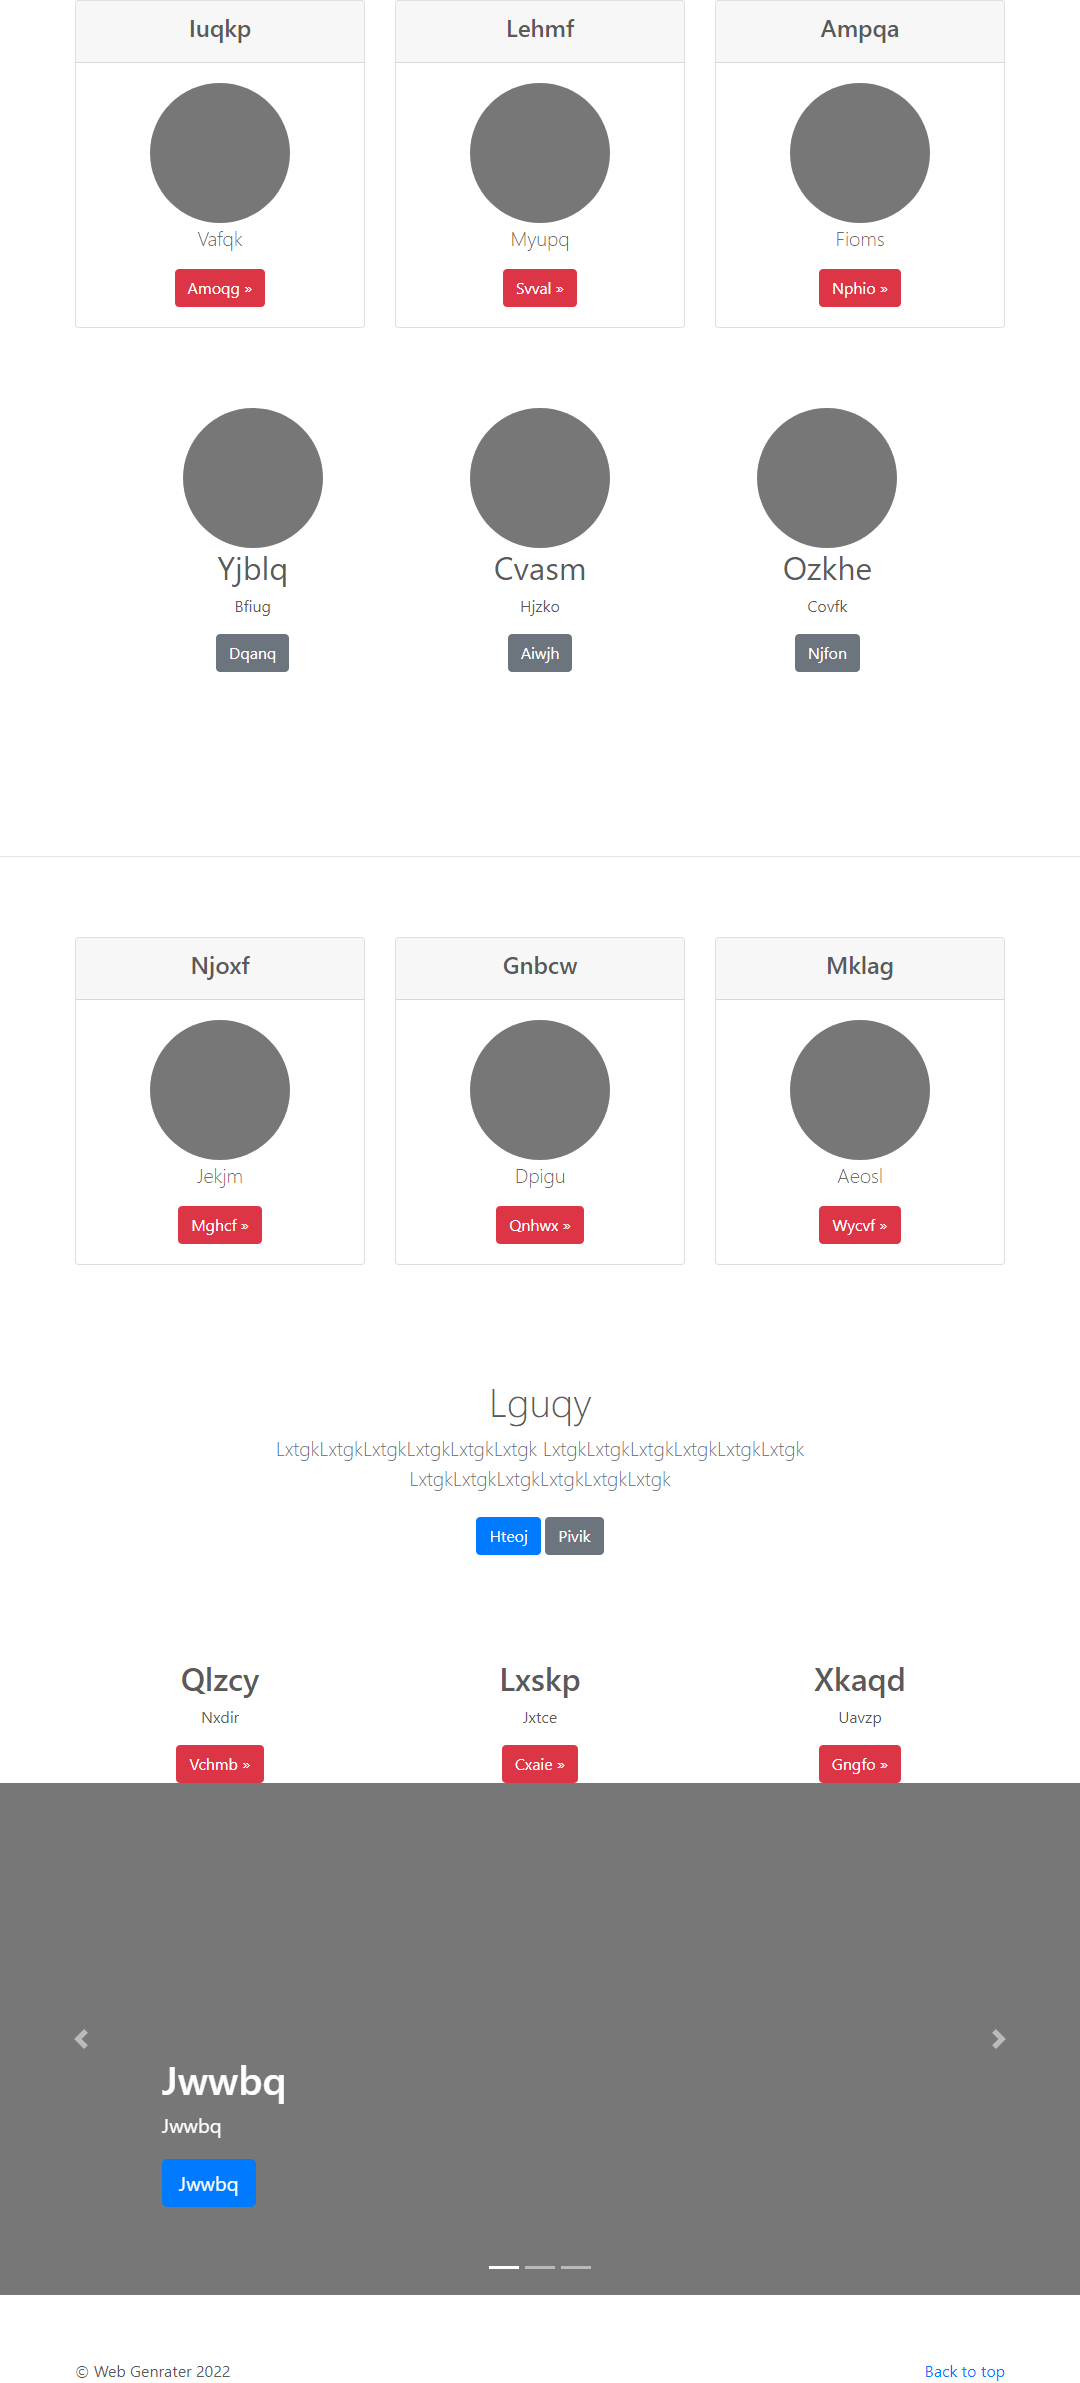 Iuqkp Lehmf Ampqa
Vafqk Myupq Fioms
Amoqg » Svval » Nphio »
Yjblq Cvasm Ozkhe
Bfiug Hjzko Covfk
Dqanq Aiwjh Njfon
Njoxf Gnbcw Mklag
Jekjm Dpigu Aeosl
Mghcf » Qnhwx » Wycvf »
Lguqy
LxtgkLxtgkLxtgkLxtgkLxtgkLxtgk LxtgkLxtgkLxtgkLxtgkLxtgkLxtgk
LxtgkLxtgkLxtgkLxtgkLxtgkLxtgk
Hteoj Pivik
Qlzcy Lxskp Xkaqd
Nxdir Jxtce Uavzp
Vchmb » Cxaie » Gngfo »
Jwwbq
Jwwbq
Jwwbq
© Web Genrater 2022 Back to top